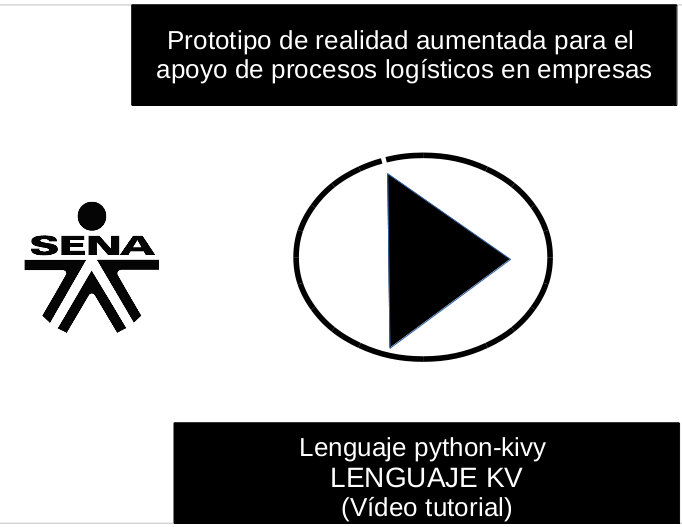 Prototipo de realidad aumentada para el
apoyo de procesos logísticos en empresas
SENA
Lenguaje python-kivy
LENGUAJE KV
(Vídeo tutorial)